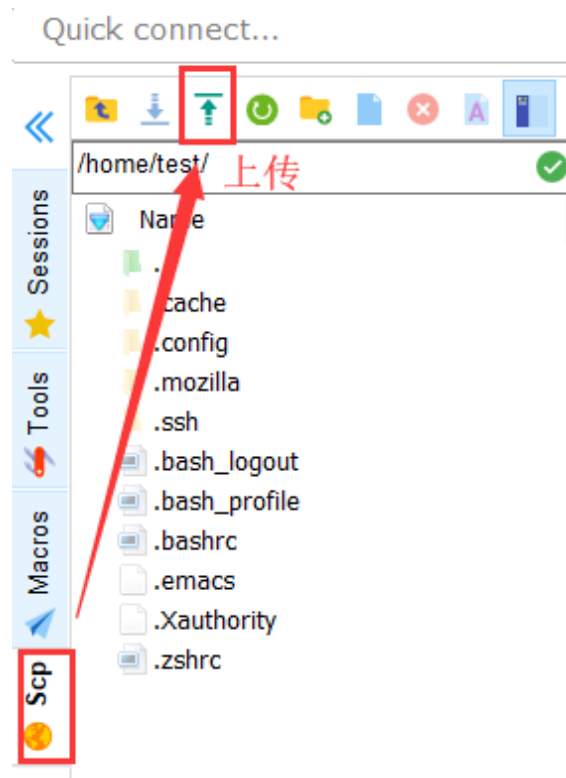 Quick connect...
/home/test/
上传
Sessions
Tools
Macros
Scp
Name
..
.cache
.config
.mozilla
.ssh
.bash_logout
.bash_profile
.bashrc
.emacs
.Xauthority
.zshrc